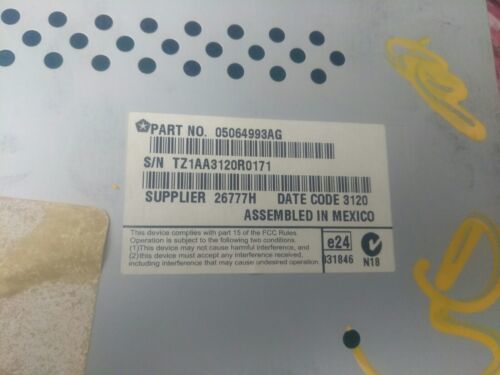 PART NO. 05064993AG
S/N TZ1AA3120R0171
SUPPLIER 26777H DATE CODE 3120
ASSEMBLED IN MEXICO
This device complies with part 15 of the FCC Rules.
Operation is subject to the following two conditions.
(1)This device may not cause harmful interference, and
(2)this device must accept any interference received,
including interference that may cause undesired operation.
e24
031846
N18